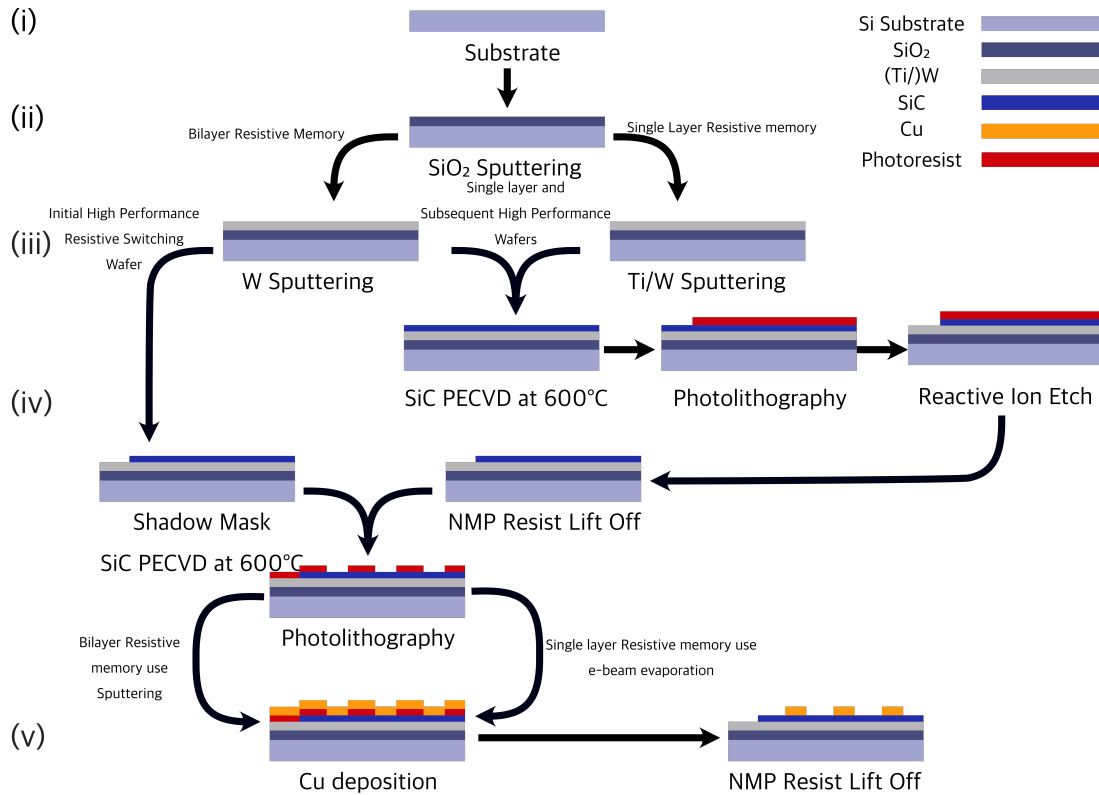 (i)
Substrate
Si Substrate
SiO₂
(Ti/)W
SiC
Cu
Photoresist
(ii)
Bilayer Resistive Memory
Single Layer Resistive memory
SiO₂ Sputtering
Single layer and
Subsequent High Performance
Wafers
Initial High Performance
Resistive Switching
Wafer
(iii)
W Sputtering
Ti/W Sputtering
SiC PECVD at 600°C
Photolithography
Reactive Ion Etch
(iv)
Shadow Mask
SiC PECVD at 600°C
NMP Resist Lift Off
Photolithography
Bilayer Resistive
memory use
Sputtering
Single layer Resistive memory use
e-beam evaporation
(v)
Cu deposition
NMP Resist Lift Off